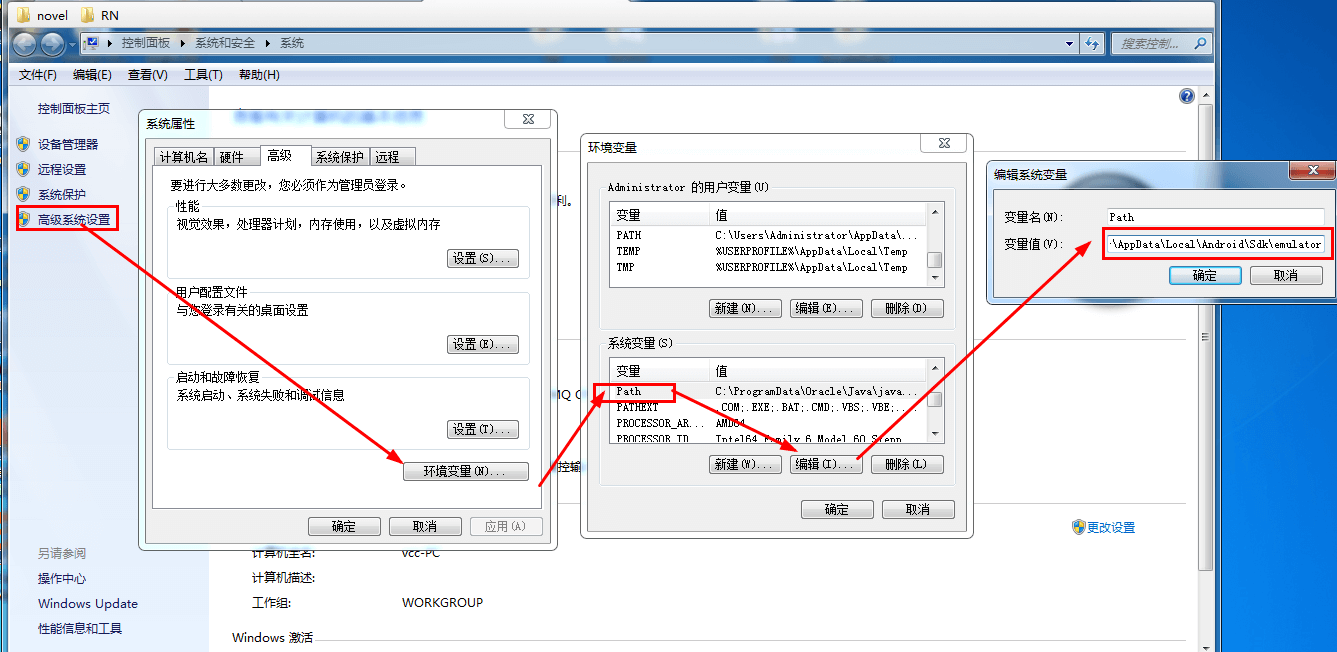 novel RN
控制面板 系统和安全 系统
搜索控制...
文件(F) 编辑(E) 查看(V) 工具(T) 帮助(H)
控制面板主页
设备管理器
远程设置
系统保护
高级系统设置
另请参阅
操作中心
Windows Update
性能信息和工具
系统属性
计算机名 硬件 高级 系统保护 远程
要进行大多数更改，您必须作为管理员登录。
性能
视觉效果，处理器计划，内存使用，以及虚拟内存
设置(S)...
用户配置文件
与您登录有关的桌面设置
设置(E)...
启动和故障恢复
系统启动、系统失败和调试信息
设置(T)...
环境变量(N)...
确定 取消 应用(A)
利。
MQ C
控输
环境变量
Administrator 的用户变量(U)
变量 值
PATH C:\Users\Administrator\AppData\...
TEMP %USERPROFILE%\AppData\Local\Temp
TMP %USERPROFILE%\AppData\Local\Temp
新建(N)... 编辑(E)... 删除(D)
系统变量(S)
变量 值
Path C:\ProgramData\Oracle\Java\java...
PATHEXT .COM;.EXE;.BAT;.CMD;.VBS;.VBE;....
PROCESSOR_AR... AMD64
PROCESSOR_ID Intel64 Family 6 Model 60 Stepp
新建(W)... 编辑(I)... 删除(L)
确定 取消
编辑系统变量
变量名(N): Path
变量值(V): \AppData\Local\Android\Sdk\emulator
确定 取消
更改设置
计算机全名: vcc-PC
计算机描述:
工作组: WORKGROUP
Windows 激活